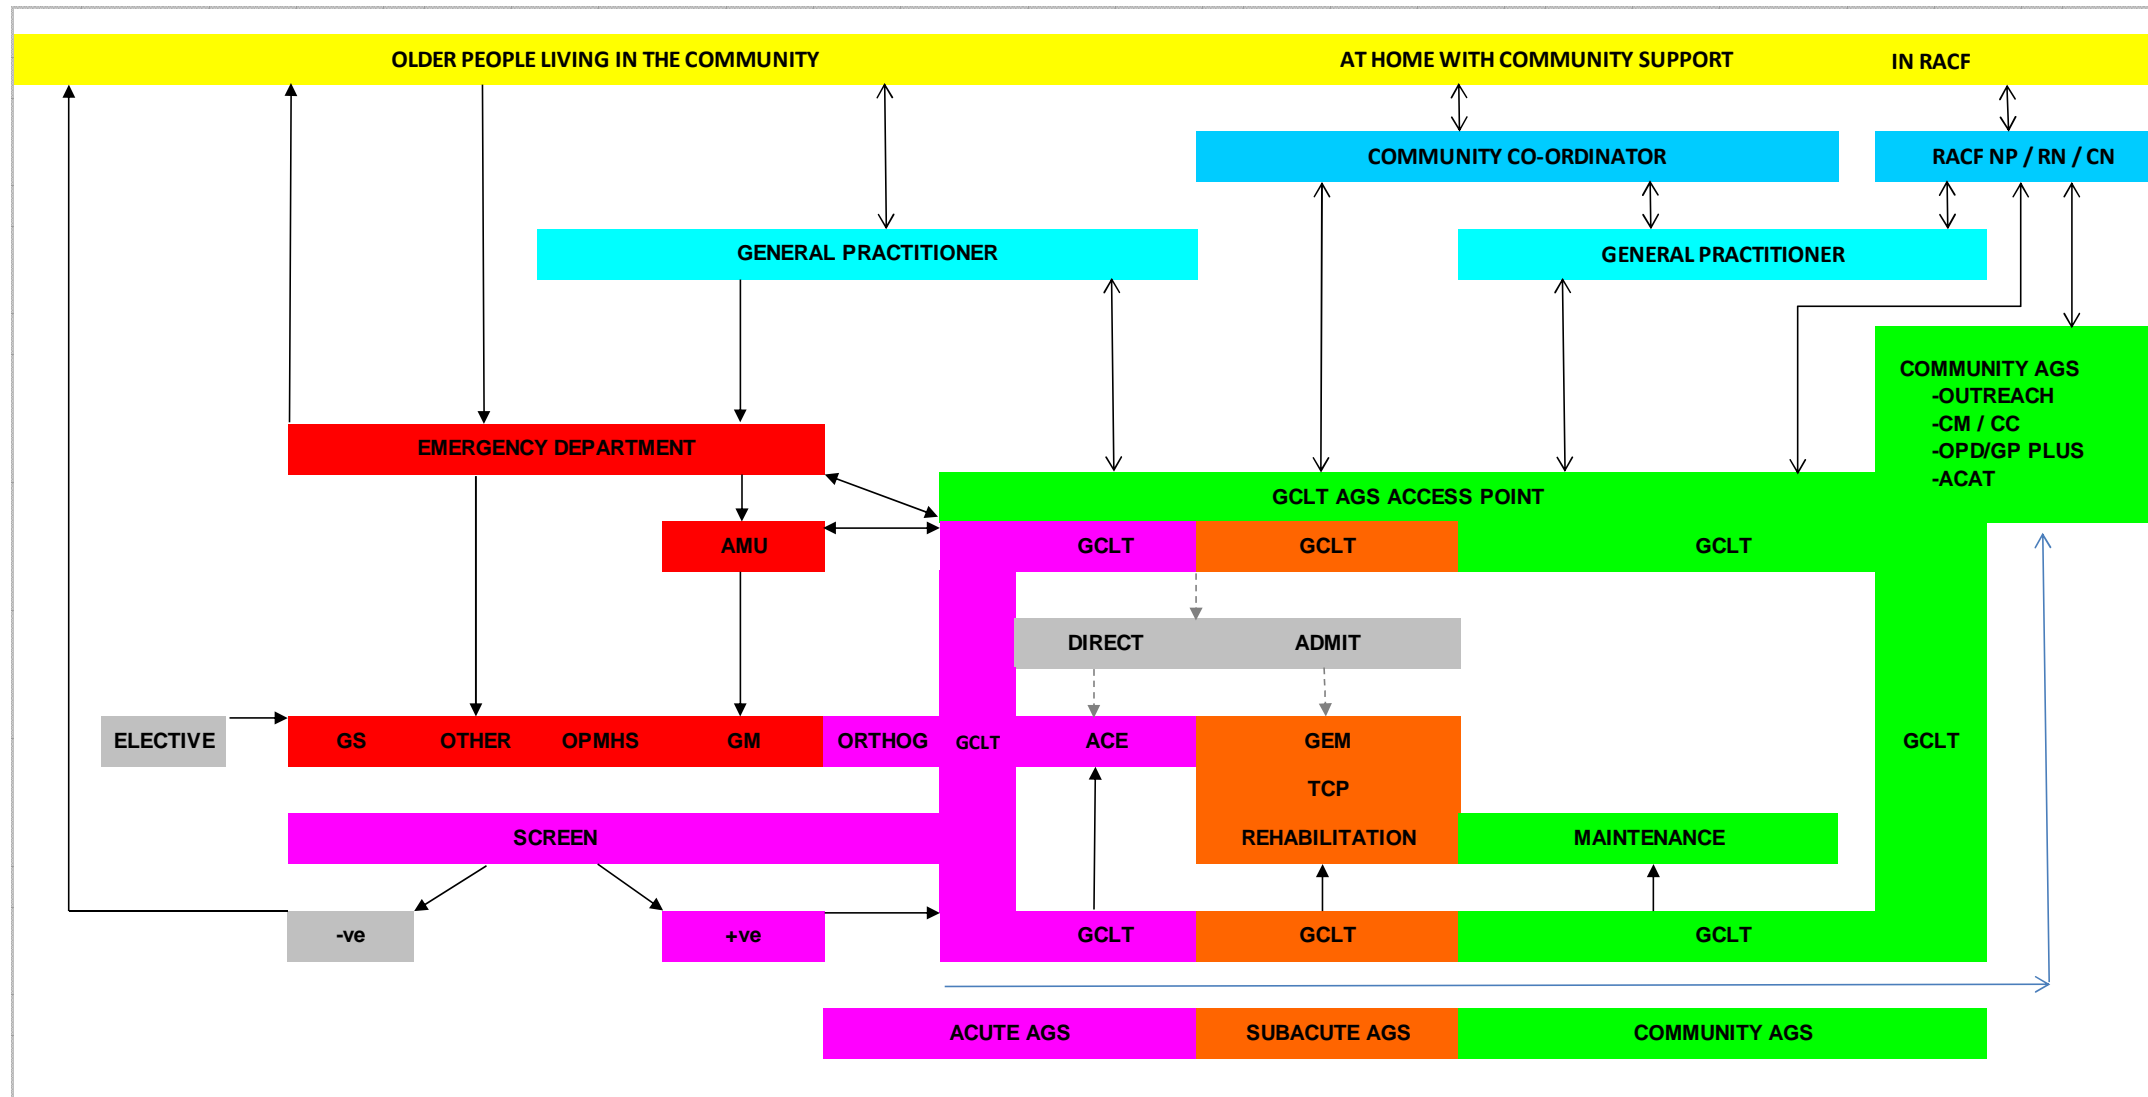 OLDER PEOPLE LIVING IN THE COMMUNITY AT HOME WITH COMMUNITY SUPPORT IN RACF
COMMUNITY CO-ORDINATOR RACF NP / RN / CN
GENERAL PRACTITIONER GENERAL PRACTITIONER
COMMUNITY AGS
-OUTREACH
-CM / CC
-OPD/GP PLUS
-ACAT
EMERGENCY DEPARTMENT
GCLT AGS ACCESS POINT
AMU GCLT GCLT GCLT
DIRECT ADMIT
ELECTIVE GS OTHER OPMHS GM ORTHOG GCLT ACE GEM GCLT
TCP
SCREEN REHABILITATION MAINTENANCE
-ve +ve GCLT GCLT GCLT
ACUTE AGS SUBACUTE AGS COMMUNITY AGS